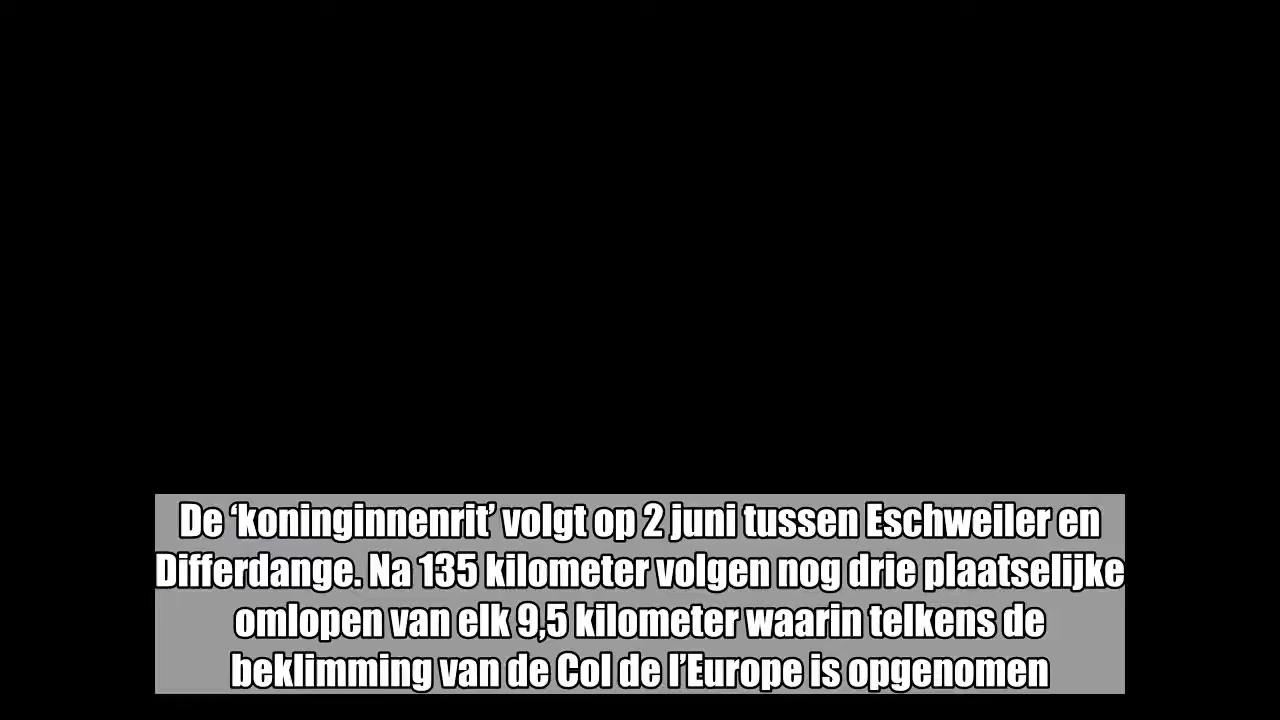 De ‘koninginnenrit’ volgt op 2 juni tussen Eschweiler en
Differdange. Na 135 kilometer volgen nog drie plaatselijke
omlopen van elk 9,5 kilometer waarin telkens de
beklimming van de Col de l’Europe is opgenomen